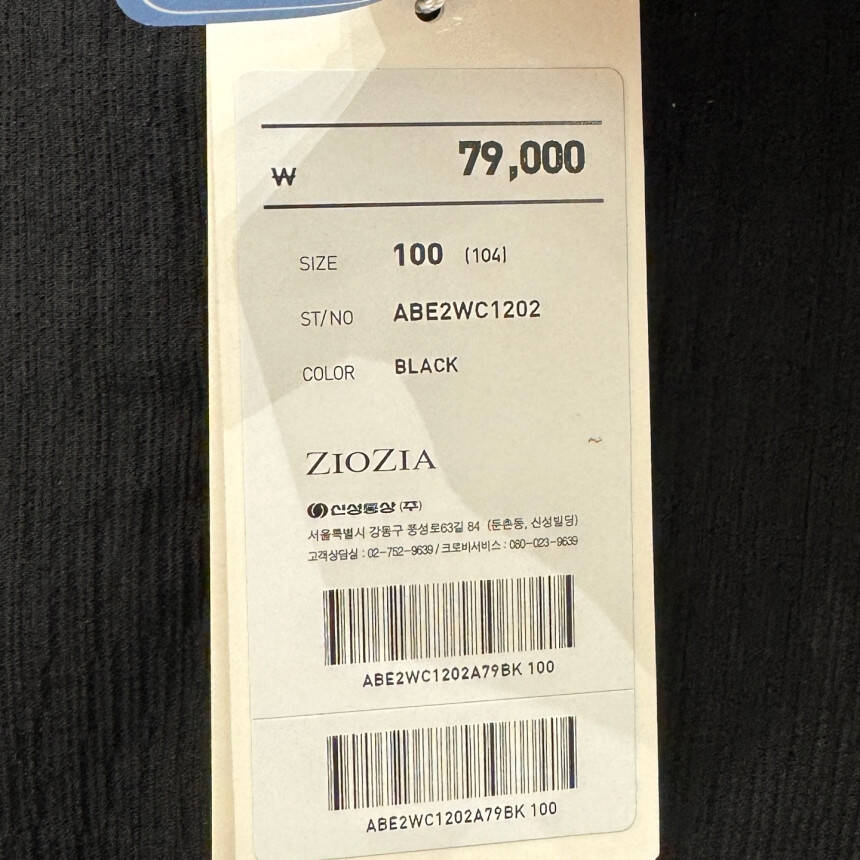 ₩ 79,000
SIZE 100 (104)
ST/NO ABE2WC1202
COLOR BLACK
ZIOZIA
신성통상 (주)
서울특별시 강동구 풍성로63길 84 (둔촌동, 신성빌딩)
고객상담실 : 02-752-9639 / 크로바서비스 : 080-023-9639
ABE2WC1202A79BK 100
ABE2WC1202A79BK 100